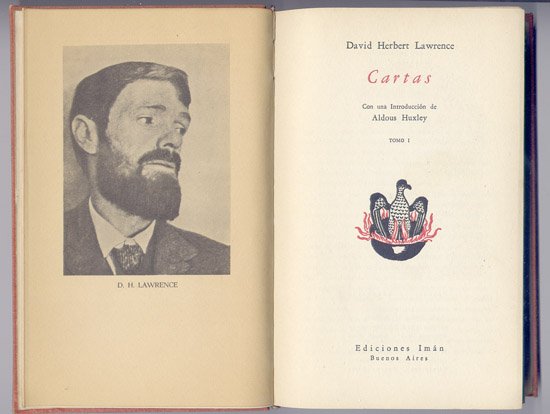 D. H. LAWRENCE
David Herbert Lawrence
Cartas
Con una Introducción de
Aldous Huxley
TOMO I
Ediciones Imán
Buenos Aires